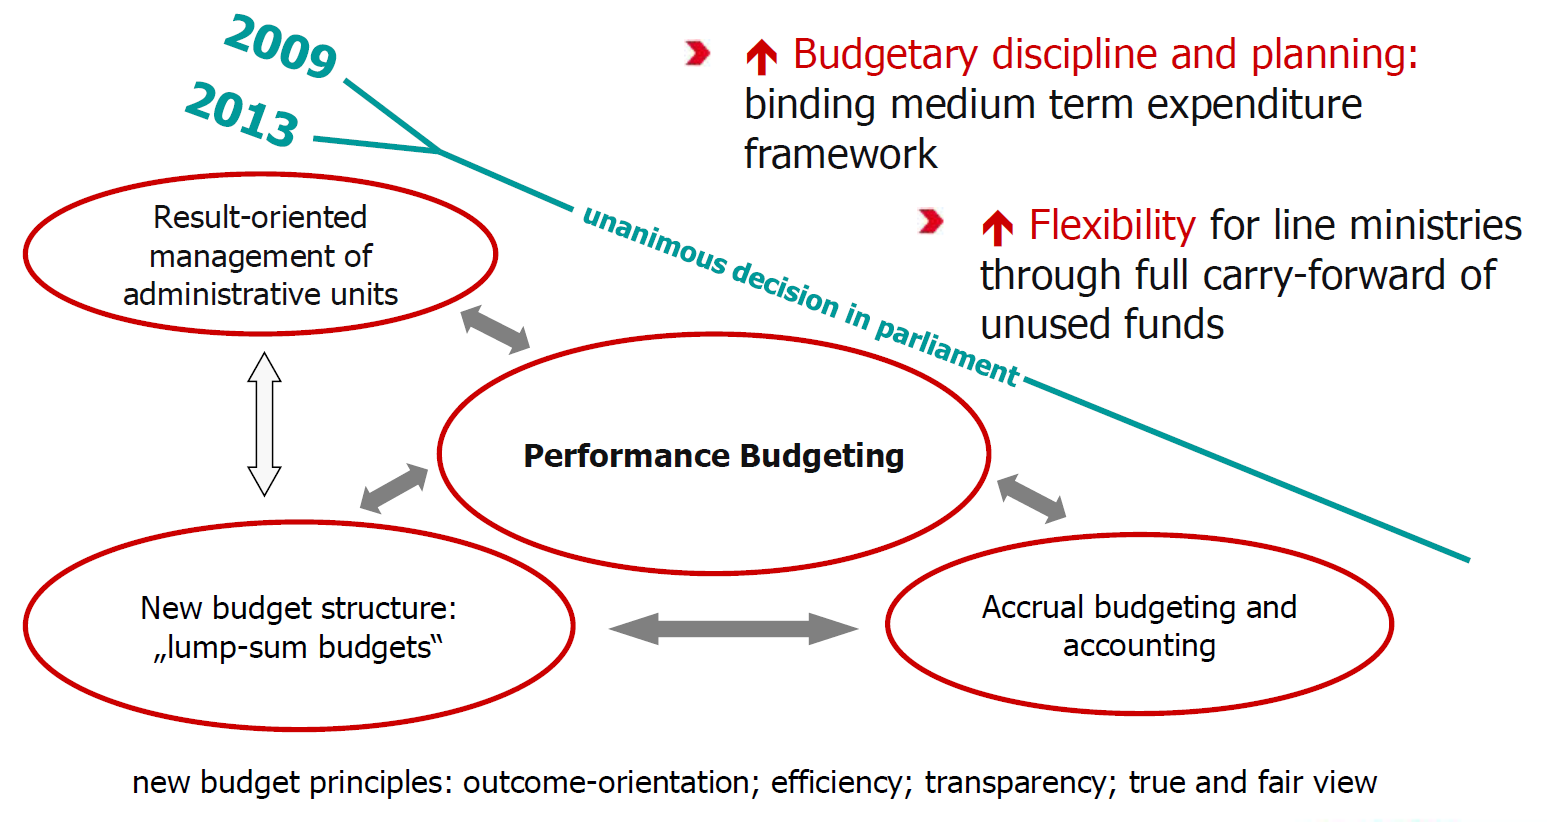 2009
2013
Budgetary discipline and planning:
binding medium term expenditure
framework
unanimous decision in parliament
Flexibility for line ministries
through full carry-forward of
unused funds
Result-oriented
management of
administrative units
Performance Budgeting
New budget structure:
„lump-sum budgets“
Accrual budgeting and
accounting
new budget principles: outcome-orientation; efficiency; transparency; true and fair view